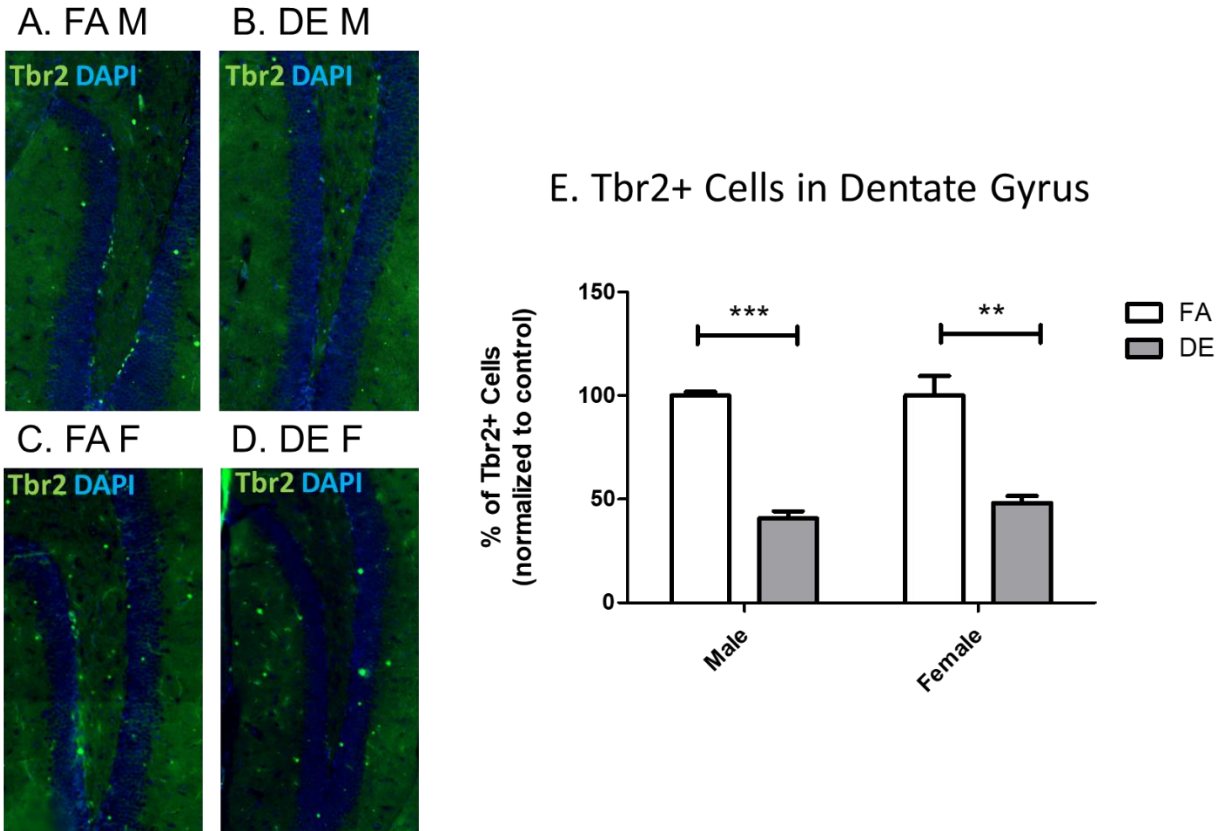 A. FA M
B. DE M
Tbr2 DAPI
Tbr2 DAPI
C. FA F
D. DE F
Tbr2 DAPI
Tbr2 DAPI
E. Tbr2+ Cells in Dentate Gyrus
% of Tbr2+ Cells
(normalized to control)
150
100
50
0
***
**
Male
Female
FA
DE